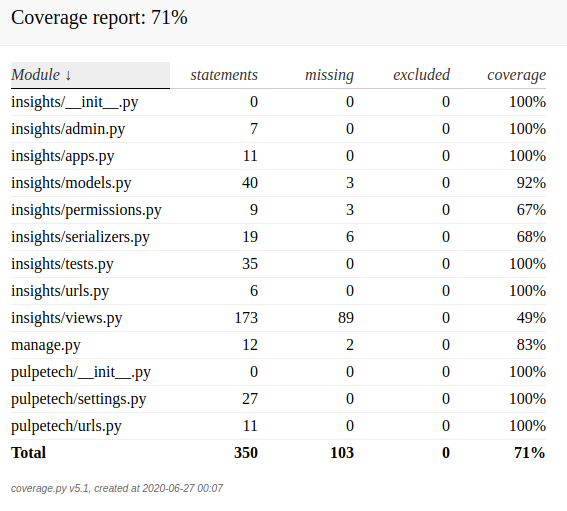 Coverage report: 71%
Module ↓ statements missing excluded coverage
insights/__init__.py 0 0 0 100%
insights/admin.py 7 0 0 100%
insights/apps.py 11 0 0 100%
insights/models.py 40 3 0 92%
insights/permissions.py 9 3 0 67%
insights/serializers.py 19 6 0 68%
insights/tests.py 35 0 0 100%
insights/urls.py 6 0 0 100%
insights/views.py 173 89 0 49%
manage.py 12 2 0 83%
pulpetech/__init__.py 0 0 0 100%
pulpetech/settings.py 27 0 0 100%
pulpetech/urls.py 11 0 0 100%
Total 350 103 0 71%
coverage.py v5.1, created at 2020-06-27 00:07